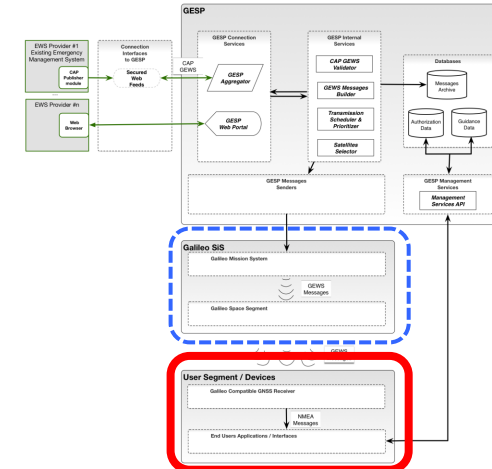 GESP
EWS Provider #1
Existing Emergency
Management System
CAP
Publisher
module
Connection
Interfaces
to GESP
Secured
Web
Feeds
CAP
GEWS
GESP Connection
Services
GESP
Aggregator
GESP
Web Portal
GESP Internal
Services
CAP GEWS
Validator
GEWS Messages
Builder
Transmission
Scheduler &
Prioritizer
Satellites
Selector
Databases
Messages
Archive
Authorization
Data
Guidance
Data
EWS Provider #n
Web
Browser
GESP Messages
Senders
GESP Management
Services
Management
Services API
Galileo SiS
Galileo Mission System
GEWS
Messages
Galileo Space Segment
GEWS
User Segment / Devices
Galileo Compatible GNSS Receiver
NMEA
Messages
End Users Applications / Interfaces